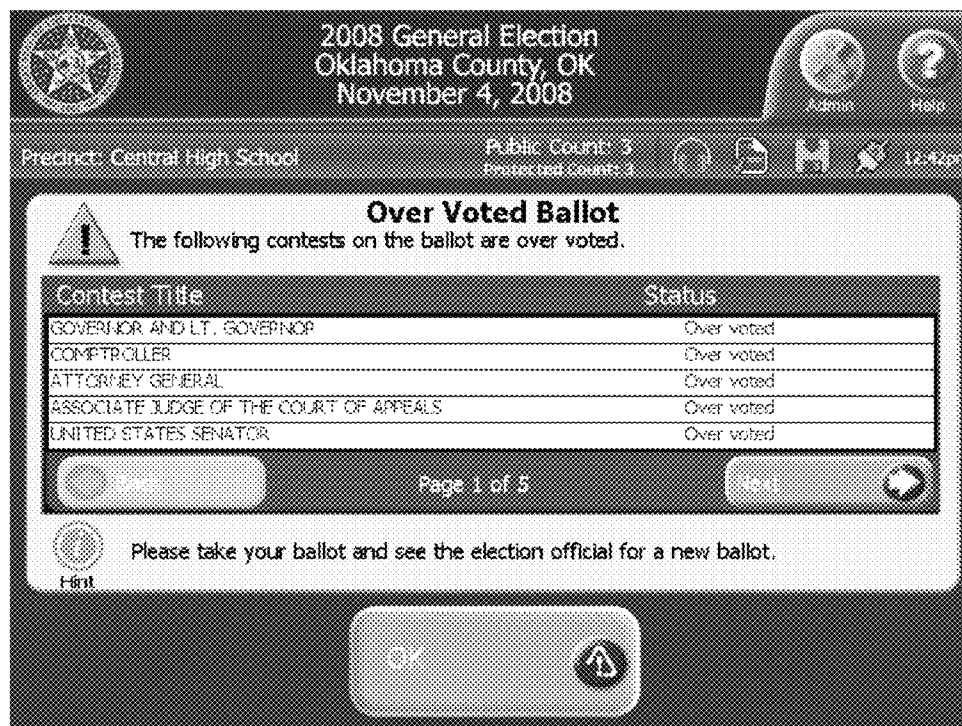 2008 General Election
Oklahoma County, OK
November 4, 2008
Admin
Help
Precinct: Central High School
Public Count: 3
Protected Count: 3
12:42pm
Over Voted Ballot
The following contests on the ballot are over voted.
Contest Title Status
GOVERNOR AND LT. GOVERNOR Over voted
COMPTROLLER Over voted
ATTORNEY GENERAL Over voted
ASSOCIATE JUDGE OF THE COURT OF APPEALS Over voted
UNITED STATES SENATOR Over voted
Page 1 of 5
Next
Please take your ballot and see the election official for a new ballot.
Hint
OK